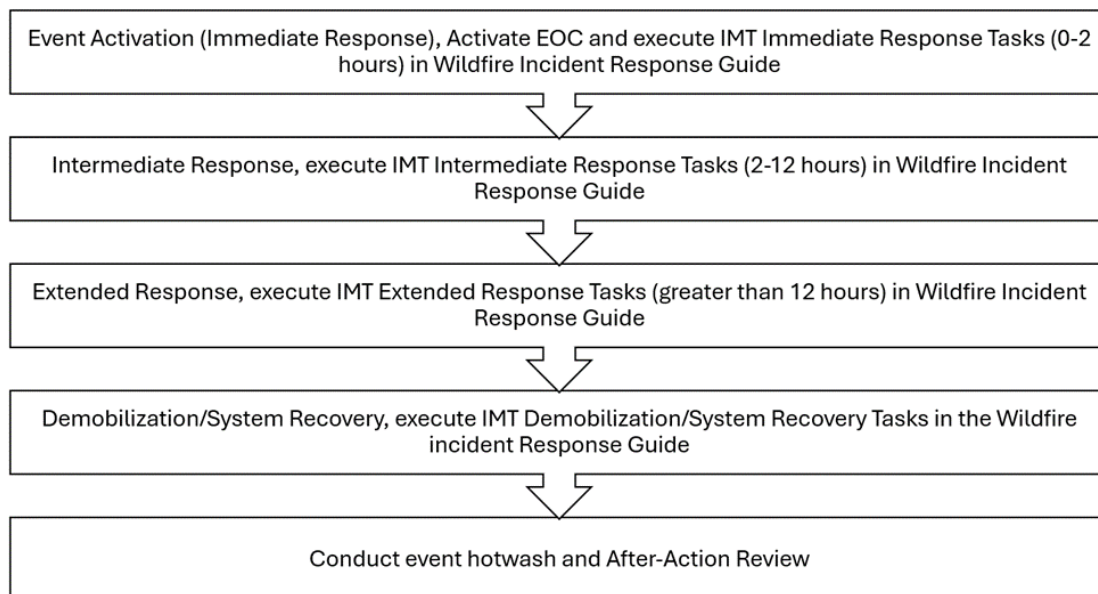 Event Activation (Immediate Response), Activate EOC and execute IMT Immediate Response Tasks (0-2
hours) in Wildfire Incident Response Guide
Intermediate Response, execute IMT Intermediate Response Tasks (2-12 hours) in Wildfire Incident
Response Guide
Extended Response, execute IMT Extended Response Tasks (greater than 12 hours) in Wildfire Incident
Response Guide
Demobilization/System Recovery, execute IMT Demobilization/System Recovery Tasks in the Wildfire
incident Response Guide
Conduct event hotwash and After-Action Review